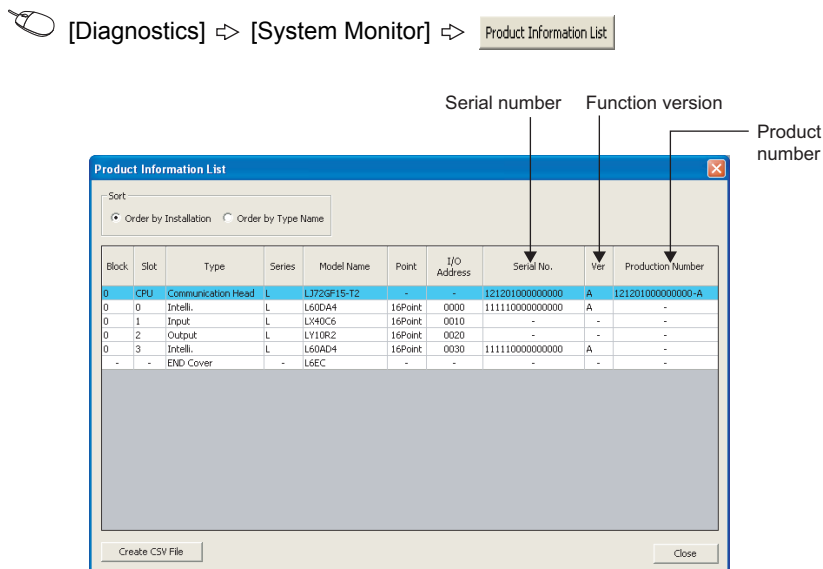 [Diagnostics] ⇨ [System Monitor] ⇨ Product Information List
Serial number Function version
Product
number
Product Information List
Sort
Order by Installation Order by Type Name
Block Slot Type Series Model Name Point I/O Address Serial No. Ver Production Number
0 CPU Communication Head L LJ72GF15-T2 - - 121201000000000 A 121201000000000-A
0 0 Intelli. L L60DA4 16Point 0000 111110000000000 A -
0 1 Input L LX40C6 16Point 0010 - - -
0 2 Output L LY10R2 16Point 0020 - - -
0 3 Intelli. L L60AD4 16Point 0030 111110000000000 A -
- - END Cover - L6EC - - - - -
Create CSV File Close